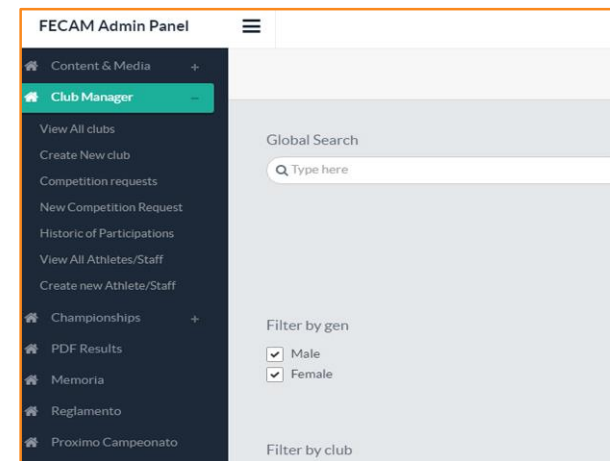 FECAM Admin Panel
Content & Media +
Club Manager -
View All clubs
Create New club
Competition requests
New Competition Request
Historic of Participations
View All Athletes/Staff
Create new Athlete/Staff
Championships +
PDF Results
Memoria
Reglamento
Proximo Campeonato
Global Search
Type here
Filter by gen
Male
Female
Filter by club